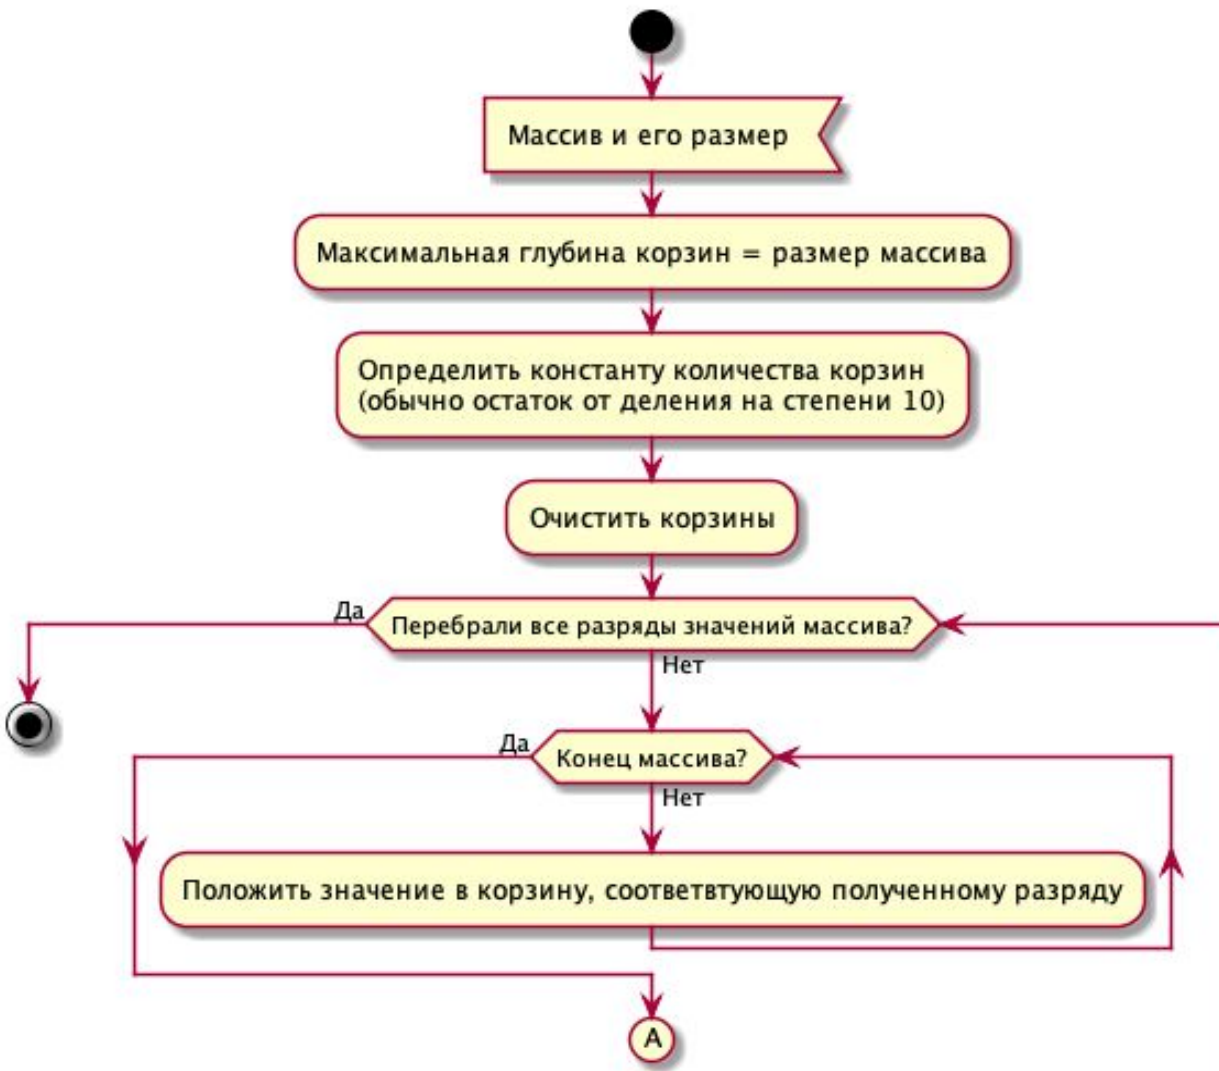 Массив и его размер
Максимальная глубина корзин = размер массива
Определить константу количества корзин
(обычно остаток от деления на степени 10)
Очистить корзины
Да
Перебрали все разряды значений массива?
Нет
Да
Конец массива?
Нет
Положить значение в корзину, соответвтующую полученному разряду
A